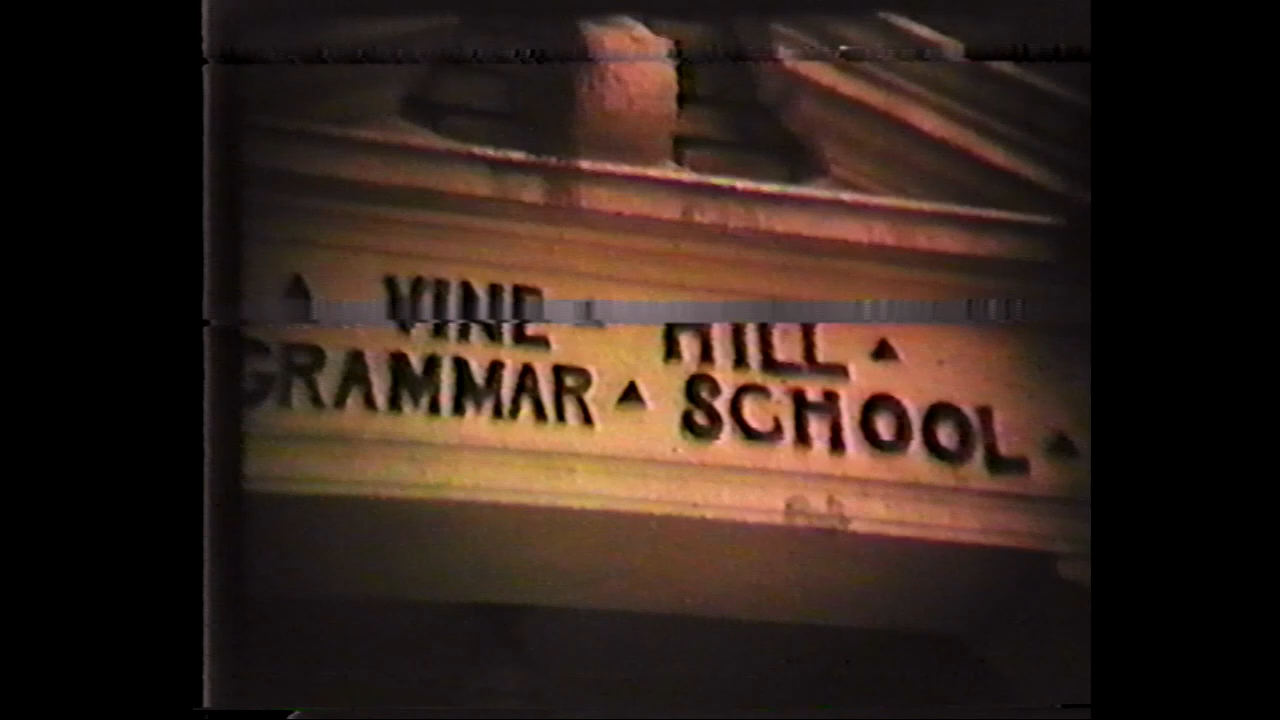 ▲ VINE ▲ HILL ▲
GRAMMAR ▲ SCHOOL ▲